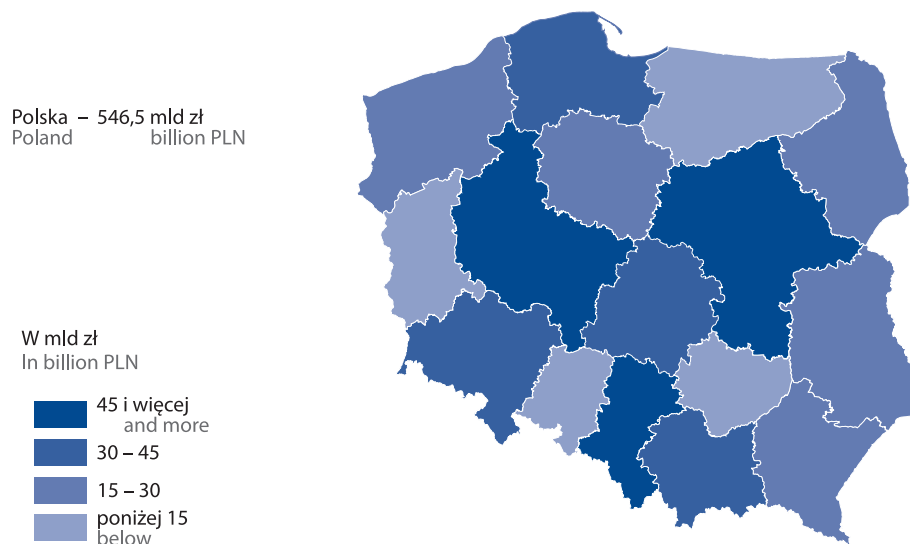 Polska – 546,5 mld zł
Poland billion PLN
W mld zł
In billion PLN
45 i więcej
and more
30 – 45
15 – 30
poniżej 15
below